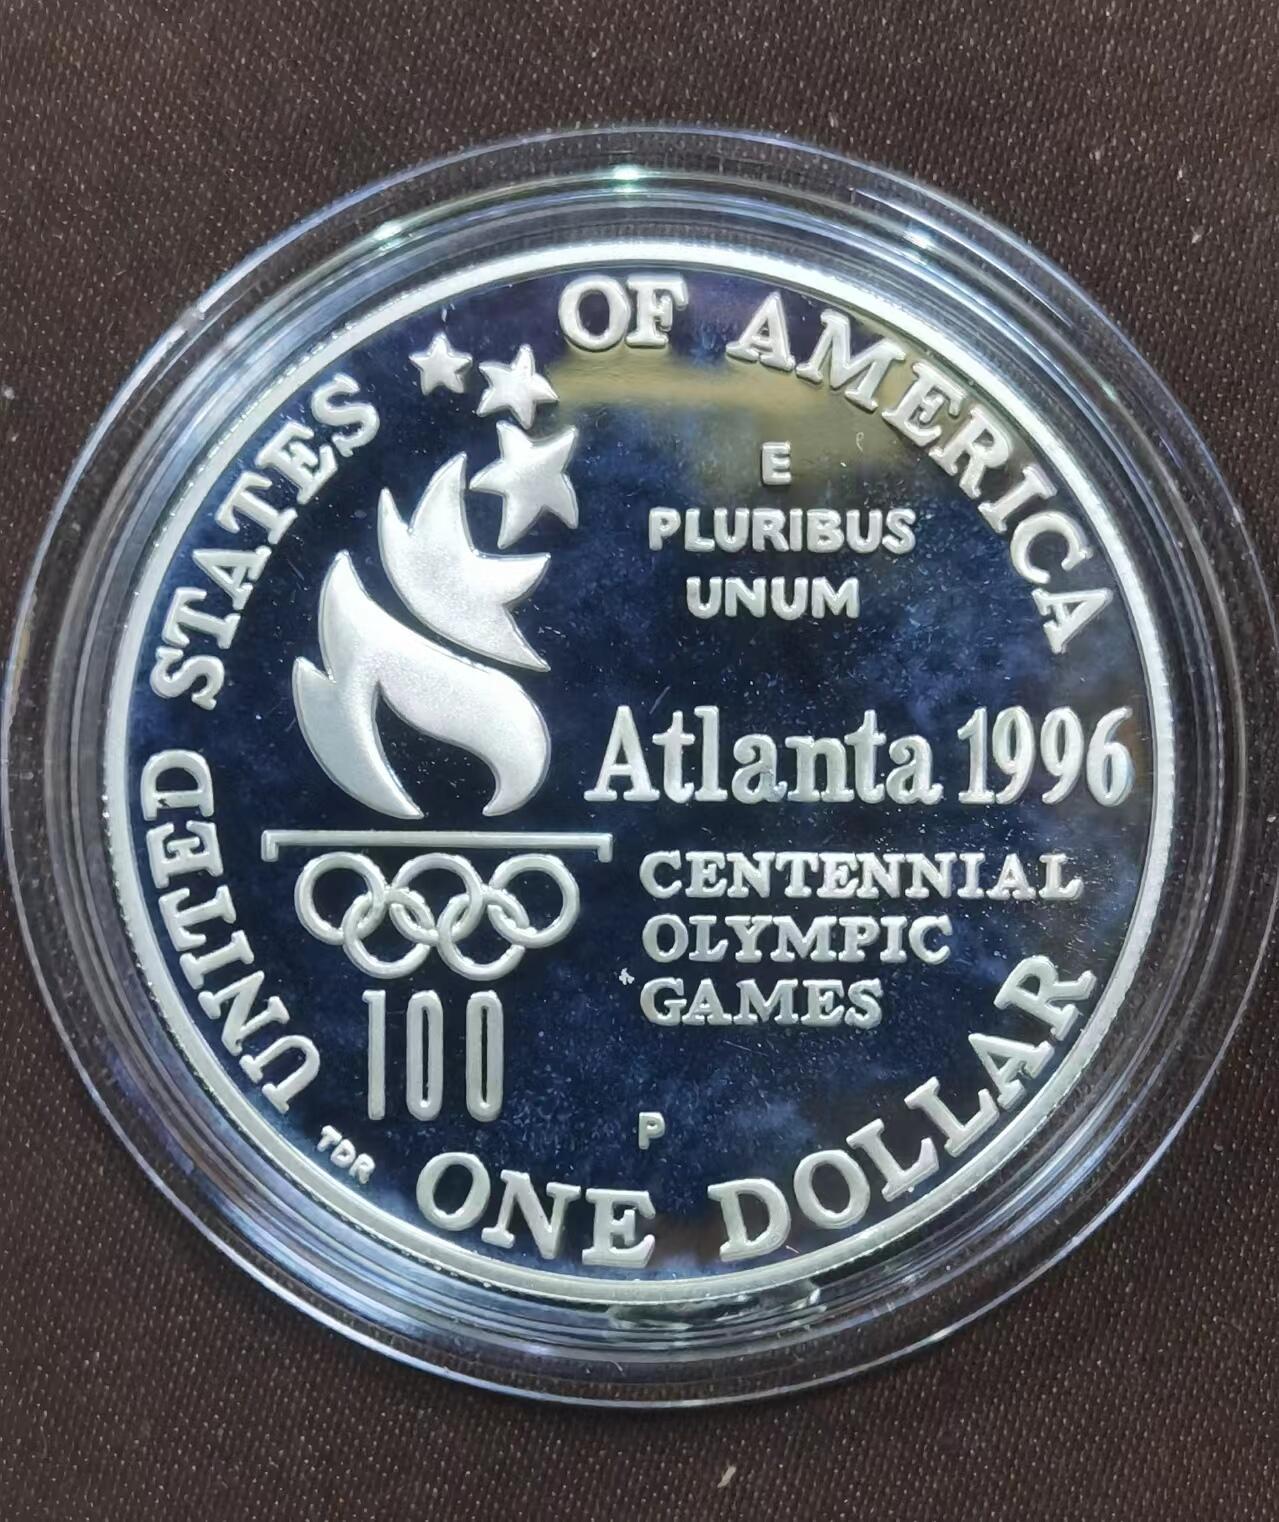 UNITED STATES OF AMERICA
E
PLURIBUS
UNUM
Atlanta 1996
CENTENNIAL
OLYMPIC
GAMES
100
P
TDR
ONE DOLLAR